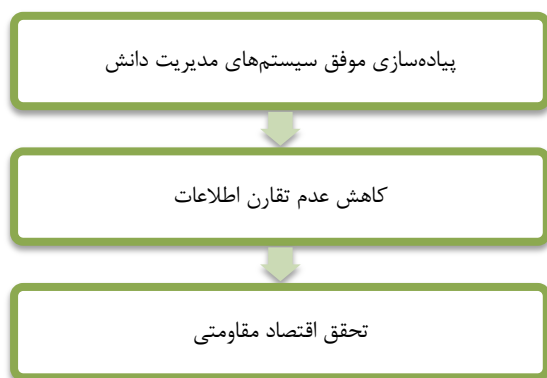 پیاده‌سازی موفق سیستم‌های مدیریت دانش
کاهش عدم تقارن اطلاعات
تحقق اقتصاد مقاومتی